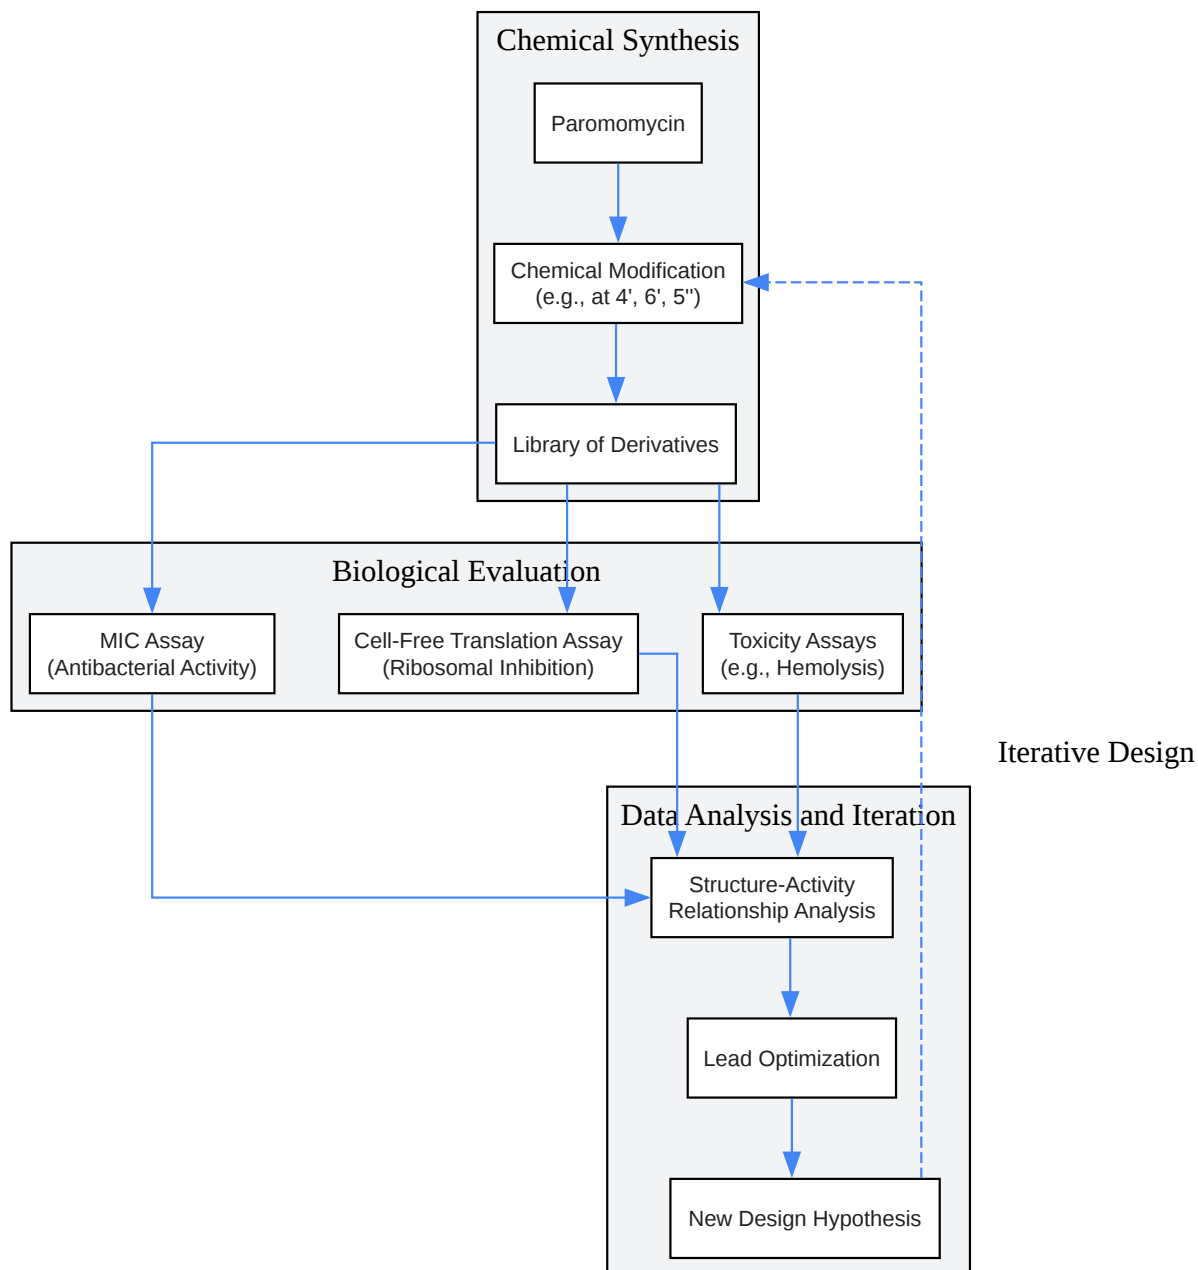 Chemical Synthesis
Paromomycin
Chemical Modification
(e.g., at 4', 6', 5'')
Library of Derivatives
Biological Evaluation
MIC Assay
(Antibacterial Activity)
Cell-Free Translation Assay
(Ribosomal Inhibition)
Toxicity Assays
(e.g., Hemolysis)
Iterative Design
Data Analysis and Iteration
Structure-Activity
Relationship Analysis
Lead Optimization
New Design Hypothesis